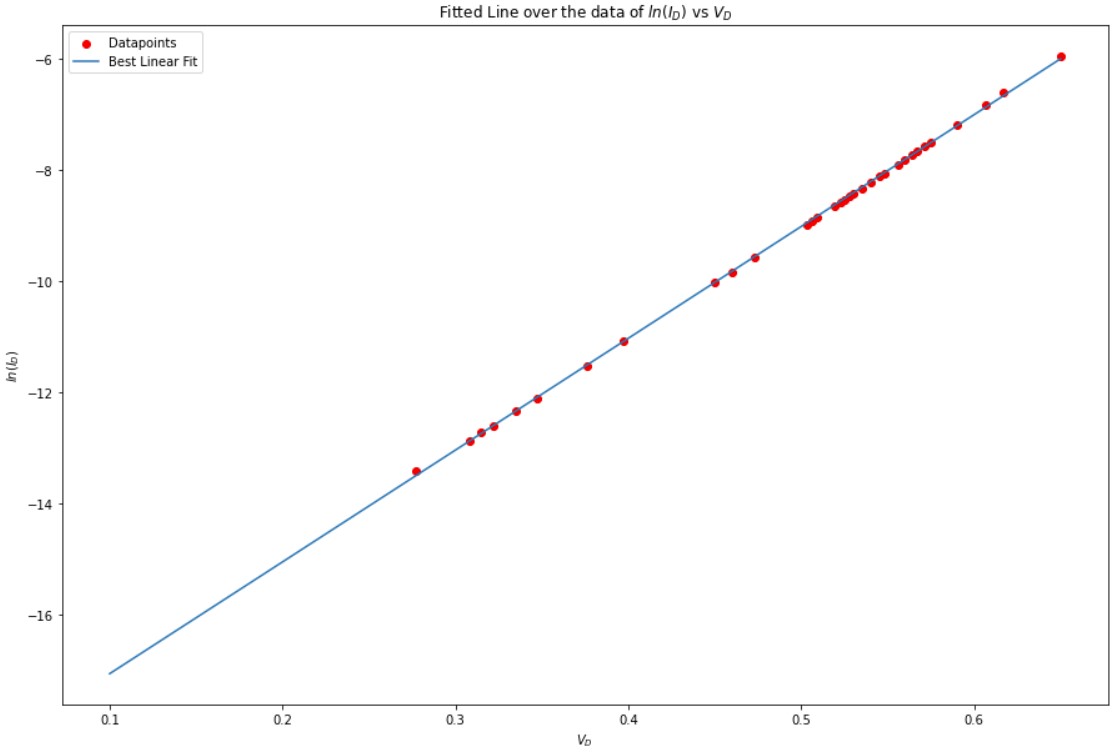 Fitted Line over the data of ln(I_D) vs V_D
Datapoints
Best Linear Fit
−6
−8
−10
−12
−14
−16
ln(I_D)
0.1 0.2 0.3 0.4 0.5 0.6
V_D